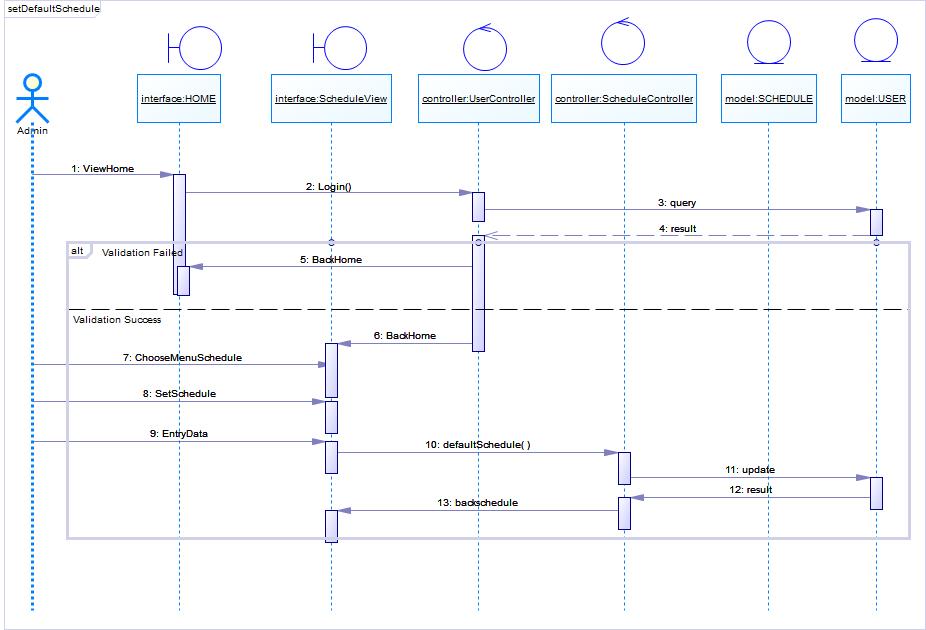 setDefaultSchedule
Admin
interface:HOME
interface:ScheduleView
controller:UserController
controller:ScheduleController
model:SCHEDULE
model:USER
1: ViewHome
2: Login()
3: query
4: result
alt
Validation Failed
5: BackHome
Validation Success
6: BackHome
7: ChooseMenuSchedule
8: SetSchedule
9: EntryData
10: defaultSchedule( )
11: update
12: result
13: backschedule